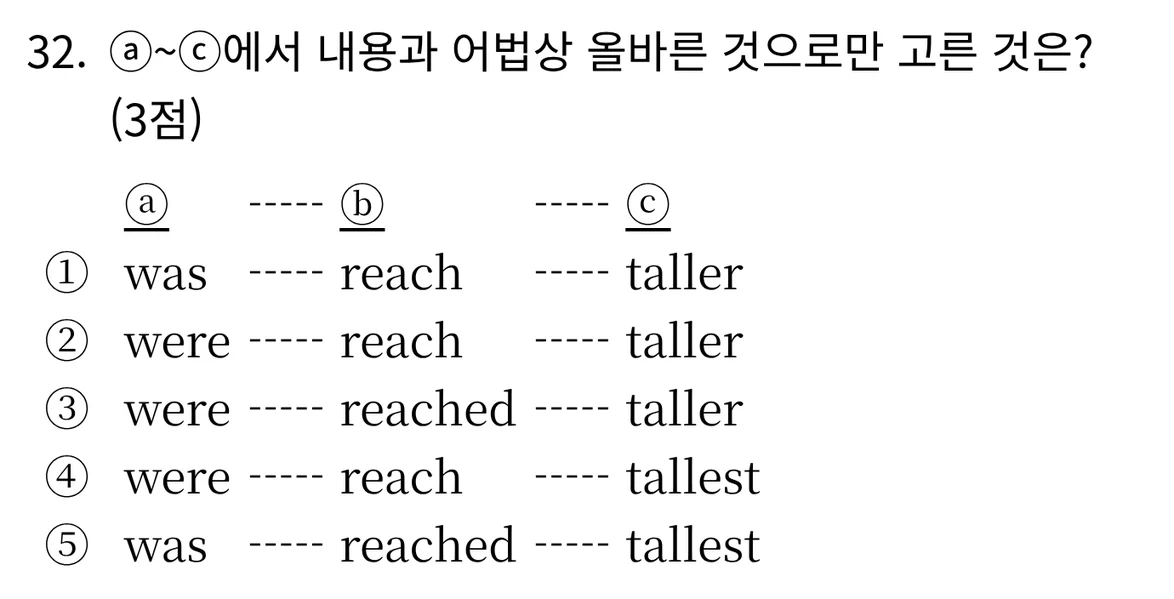 32. ⓐ~ⓒ에서 내용과 어법상 올바른 것으로만 고른 것은?
(3점)
ⓐ ----- ⓑ ----- ⓒ
① was ----- reach ----- taller
② were ----- reach ----- taller
③ were ----- reached ----- taller
④ were ----- reach ----- tallest
⑤ was ----- reached ----- tallest